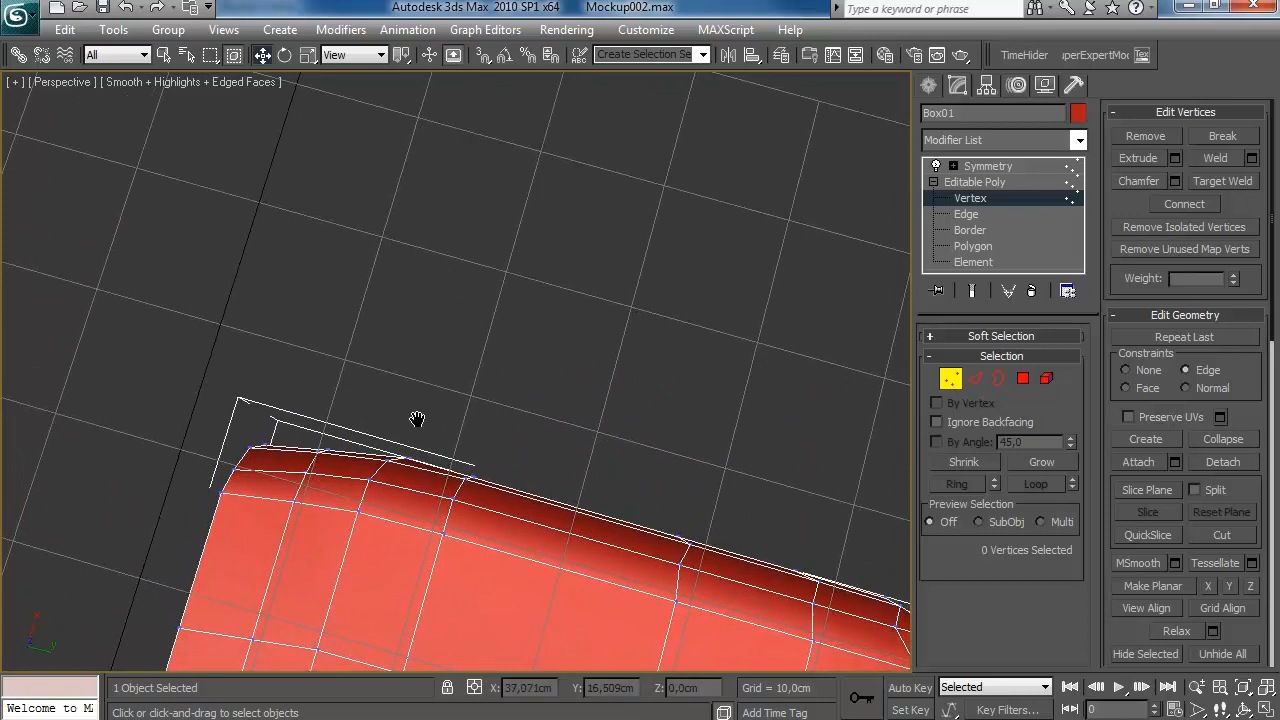 Autodesk 3ds Max 2010 SP1 x64 Mockup002.max
Type a keyword or phrase
Edit Tools Group Views Create Modifiers Animation Graph Editors Rendering Customize MAXScript Help
All View Create Selection Se TimeHider perExpertMod Tex
[ + ] [ Perspective ] [ Smooth + Highlights + Edged Faces ]
Box01
Modifier List
Symmetry
Editable Poly
Vertex
Edge
Border
Polygon
Element
+ Soft Selection
- Selection
By Vertex
Ignore Backfacing
By Angle: 45,0
Shrink Grow
Ring Loop
Preview Selection
Off SubObj Multi
0 Vertices Selected
- Edit Vertices
Remove Break
Extrude Weld
Chamfer Target Weld
Connect
Remove Isolated Vertices
Remove Unused Map Verts
Weight:
- Edit Geometry
Repeat Last
Constraints
None Edge
Face Normal
Preserve UVs
Create Collapse
Attach Detach
Slice Plane Split
Slice Reset Plane
QuickSlice Cut
MSmooth Tessellate
Make Planar X Y Z
View Align Grid Align
Relax
Hide Selected Unhide All
x y z
1 Object Selected X: 37,071cm Y: 16,509cm Z: 0,0cm Grid = 10,0cm Auto Key Selected
Welcome to MA Click or click-and-drag to select objects Add Time Tag Set Key Key Filters... 0